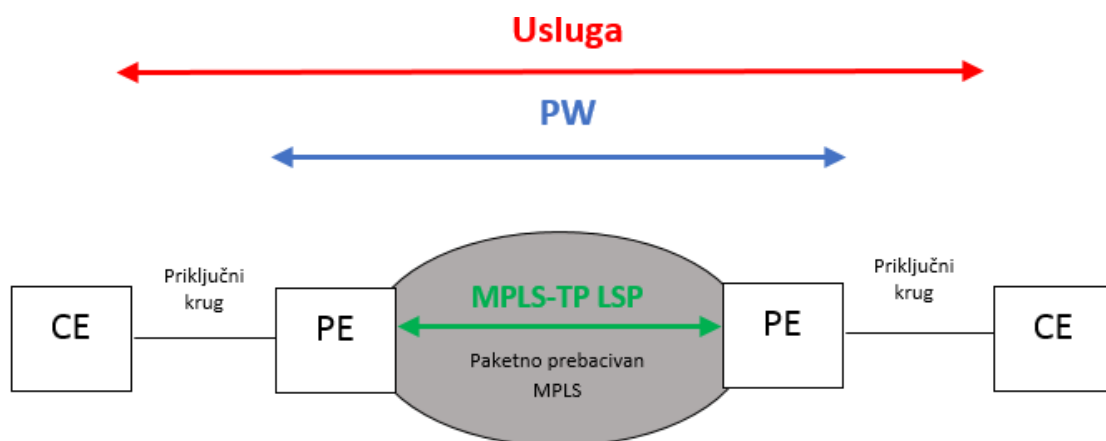 Usluga
PW
Priključni
krug
Priključni
krug
CE
PE
MPLS-TP LSP
PE
CE
Paketno prebacivan
MPLS